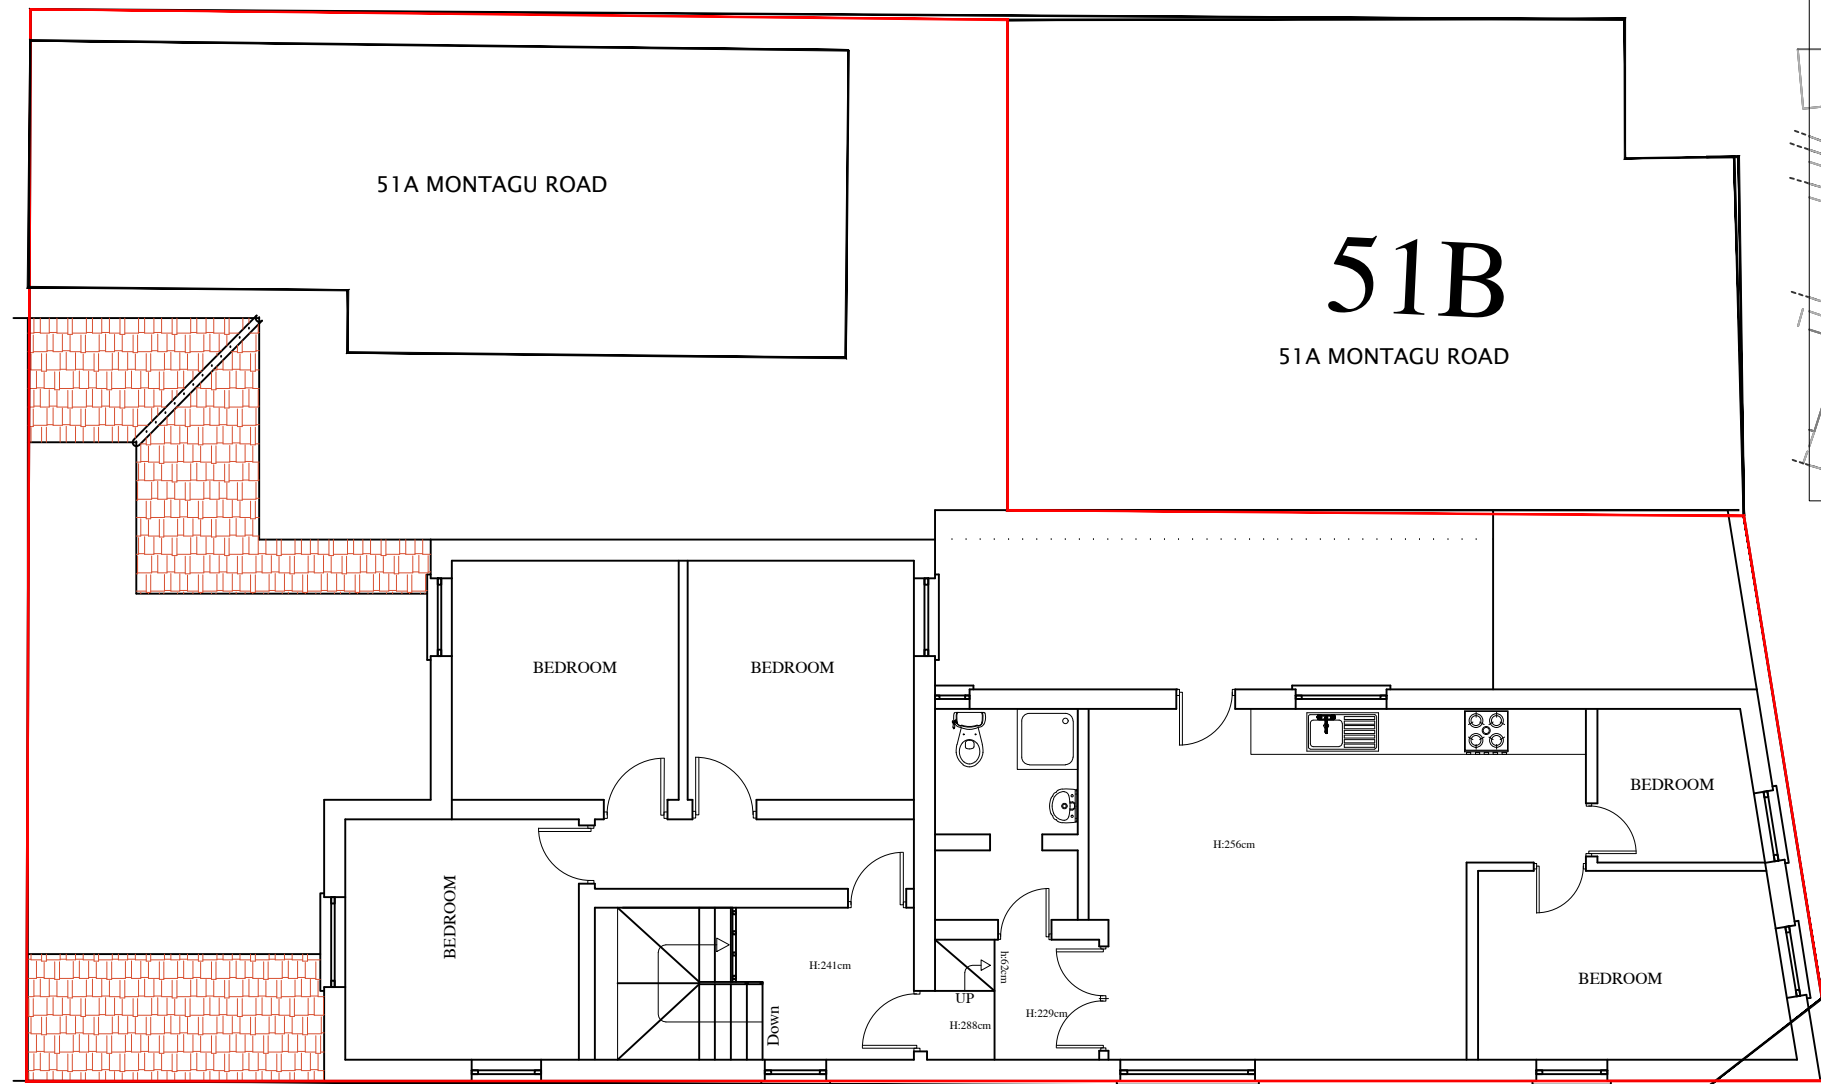 51A MONTAGU ROAD
51B
51A MONTAGU ROAD
BEDROOM
BEDROOM
BEDROOM
H:256cm
BEDROOM
H:241cm
h:62cm
BEDROOM
UP
H:288cm
H:229cm
Down